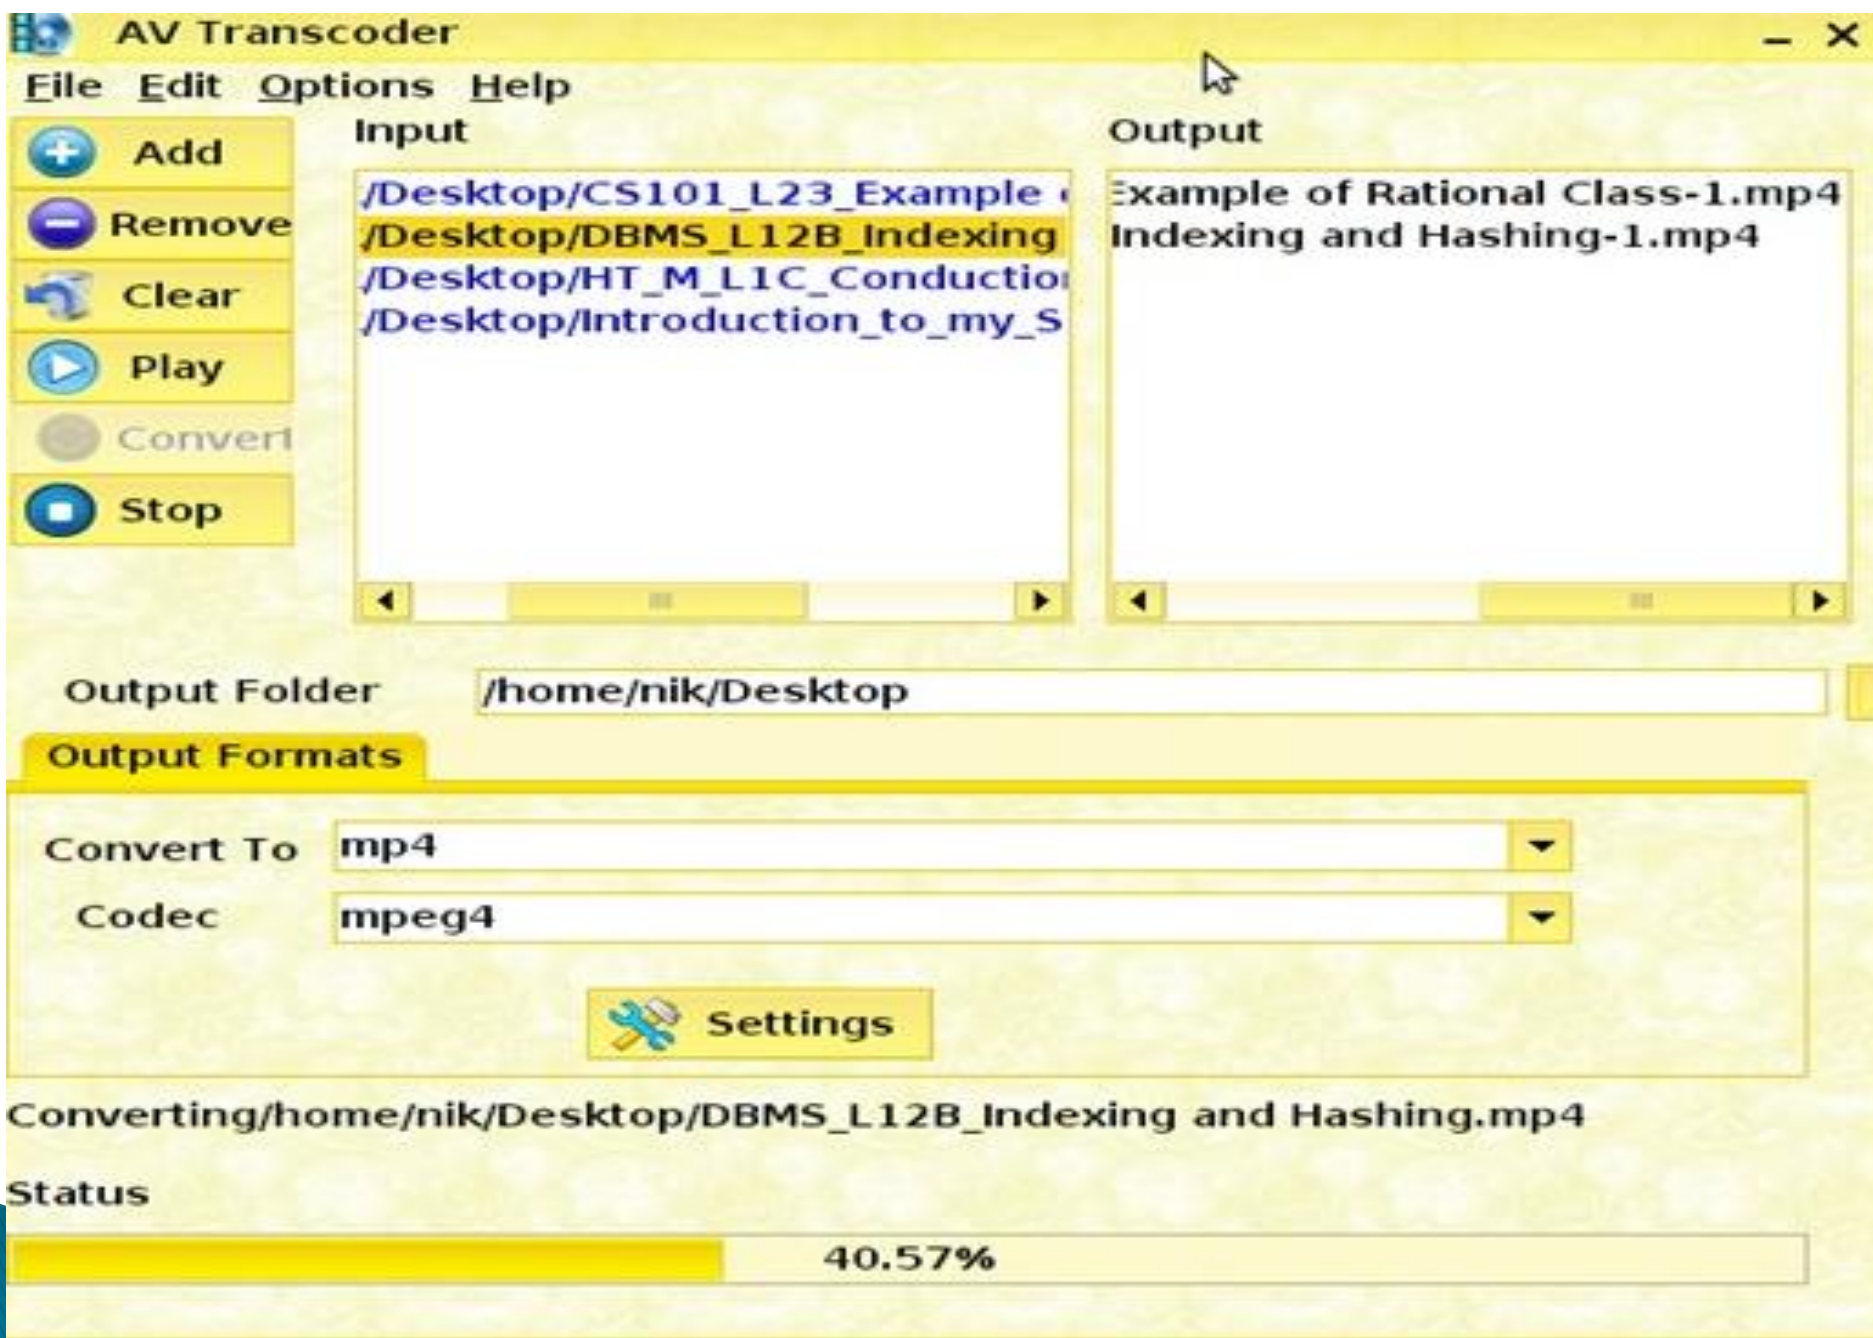 AV Transcoder
File Edit Options Help
Add
Remove
Clear
Play
Convert
Stop
Input
/Desktop/CS101_L23_Example
/Desktop/DBMS_L12B_Indexing
/Desktop/HT_M_L1C_Conduction
/Desktop/Introduction_to_my_S
Output
Example of Rational Class-1.mp4
Indexing and Hashing-1.mp4
Output Folder /home/nik/Desktop
Output Formats
Convert To mp4
Codec mpeg4
Settings
Converting/home/nik/Desktop/DBMS_L12B_Indexing and Hashing.mp4
Status
40.57%